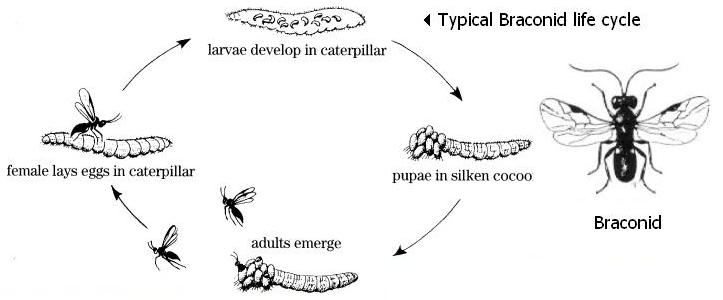 Typical Braconid life cycle
larvae develop in caterpillar
female lays eggs in caterpillar
pupae in silken cocoo
Braconid
adults emerge